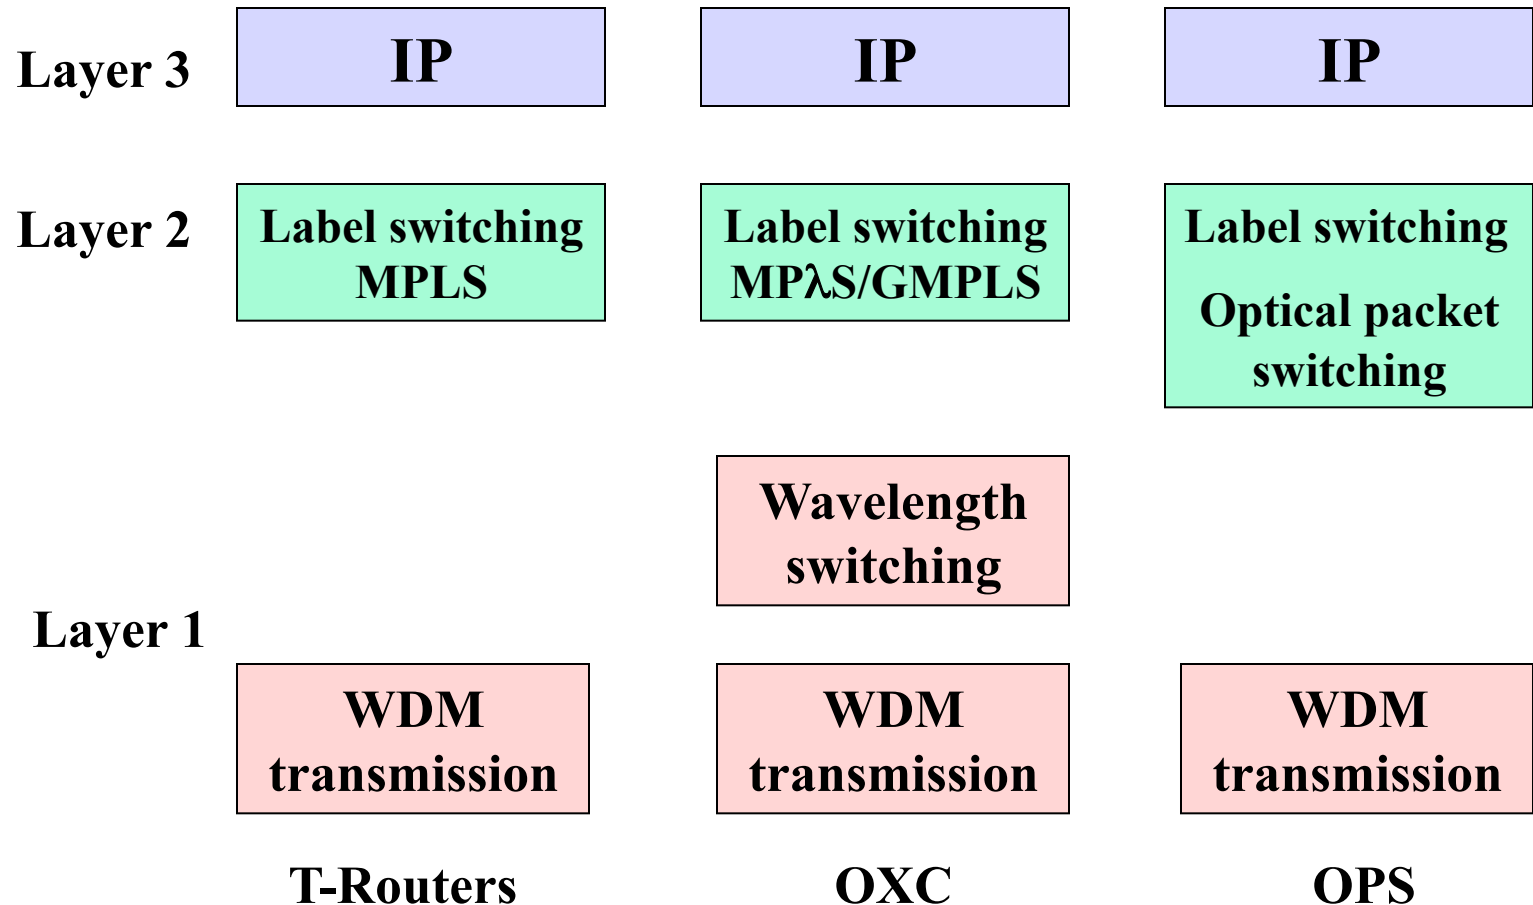 Layer 3
IP
IP
IP
Layer 2
Label switching
MPLS
Label switching
MPλS/GMPLS
Label switching
Optical packet
switching
Layer 1
Wavelength
switching
WDM
transmission
WDM
transmission
WDM
transmission
T-Routers
OXC
OPS